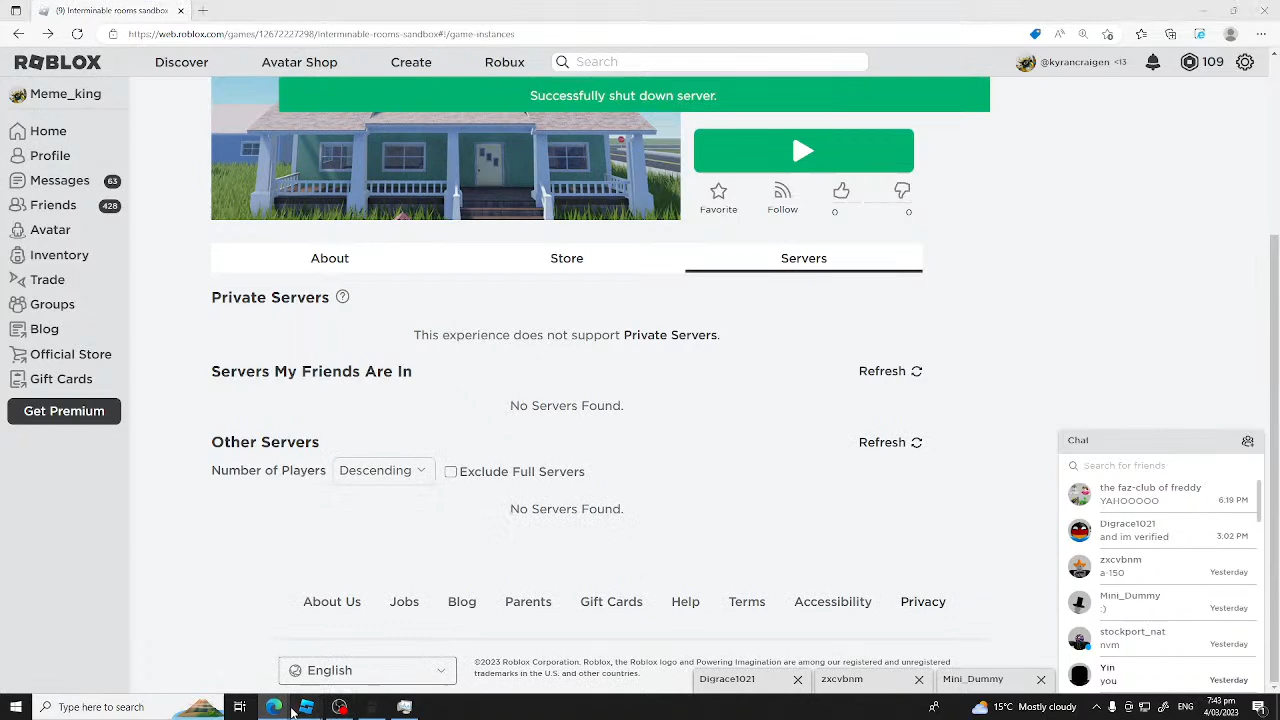 (9) Interminable rooms sandbox
https://web.roblox.com/games/12672227298/Interminable-rooms-sandbox#!/game-instances
ROBLOX
Discover
Avatar Shop
Create
Robux
Search
@kyrancraigen <I3
109
Meme_king
Successfully shut down server.
Home
Profile
Messages 63
Friends 428
Avatar
Inventory
Trade
Groups
Blog
Official Store
Gift Cards
Get Premium
Favorite
Follow
0
0
About
Store
Servers
Private Servers ?
This experience does not support Private Servers.
Servers My Friends Are In
Refresh
No Servers Found.
Other Servers
Refresh
Number of Players
Descending
Exclude Full Servers
No Servers Found.
Chat
Search for friends
the faz-club of freddy
YAHOOOOO
6:19 PM
Digrace1021
and im verified
3:02 PM
zxcvbnm
a-150
Yesterday
Mini_Dummy
:)
Yesterday
stockport_nat
nvm
Yesterday
Yin
you
Yesterday
About Us
Jobs
Blog
Parents
Gift Cards
Help
Terms
Accessibility
Privacy
English
©2023 Roblox Corporation. Roblox, the Roblox logo and Powering Imagination are among our registered and unregistered
trademarks in the U.S. and other countries.
Digrace1021
zxcvbnm
Mini_Dummy
Type here to search
15°C Mostly cloudy
ENG
7:43 pm
4/03/2023